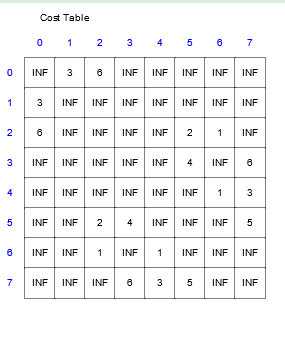 Cost Table
0 1 2 3 4 5 6 7
0 INF 3 6 INF INF INF INF INF
1 3 INF INF INF INF INF INF INF
2 6 INF INF INF INF 2 1 INF
3 INF INF INF INF INF 4 INF 6
4 INF INF INF INF INF INF 1 3
5 INF INF 2 4 INF INF INF 5
6 INF INF 1 INF 1 INF INF INF
7 INF INF INF 6 3 5 INF INF